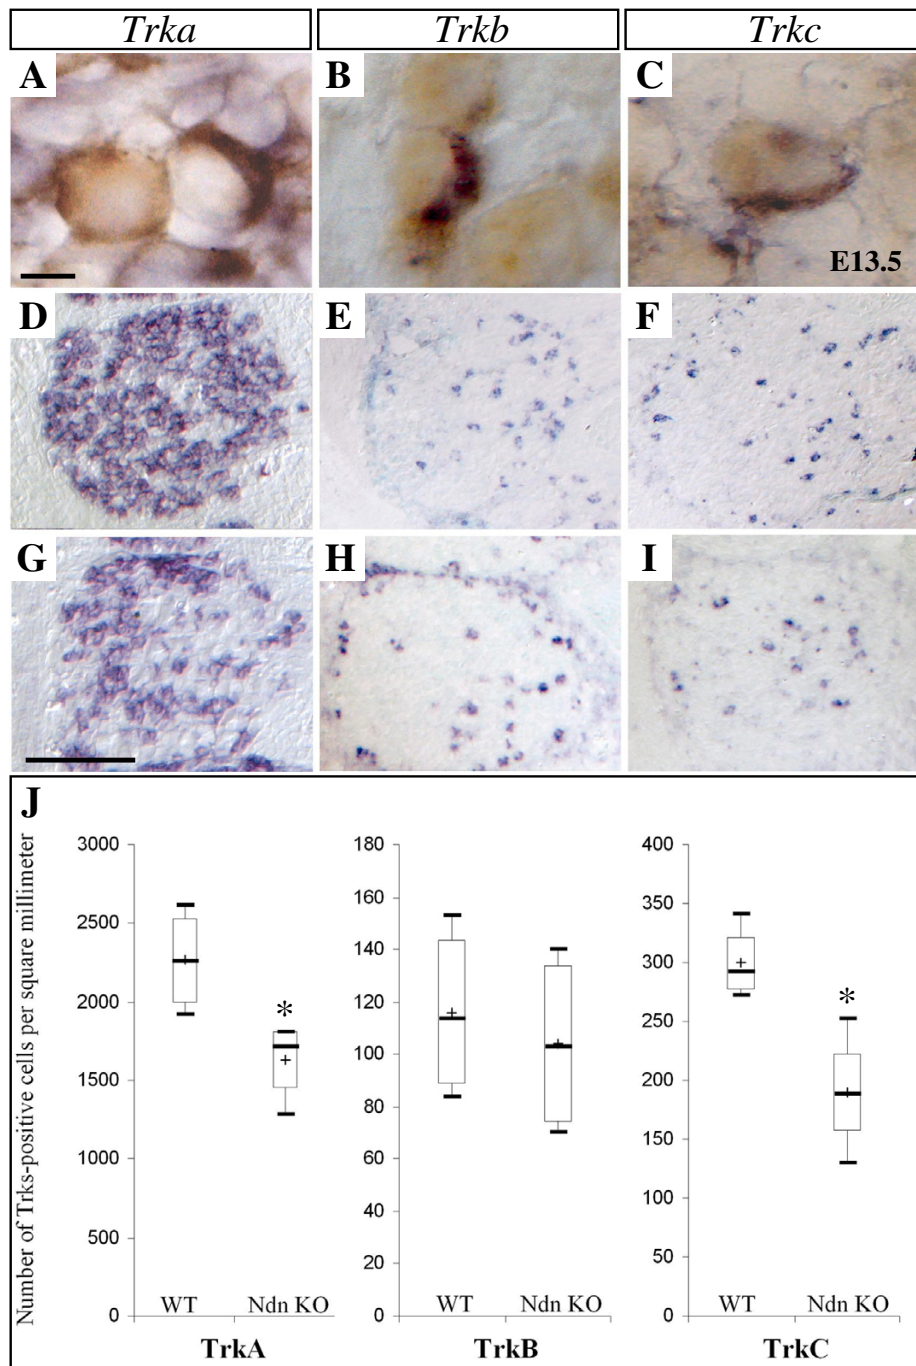 Trka Trkb Trkc
A B C
E13.5
D E F
G H I
J
Number of Trks-positive cells per square millimeter
3000
2500
2000
1500
1000
500
0
*
WT Ndn KO
TrkA
180
160
140
120
100
80
60
40
20
0
WT Ndn KO
TrkB
400
350
300
250
200
150
100
50
0
*
WT Ndn KO
TrkC